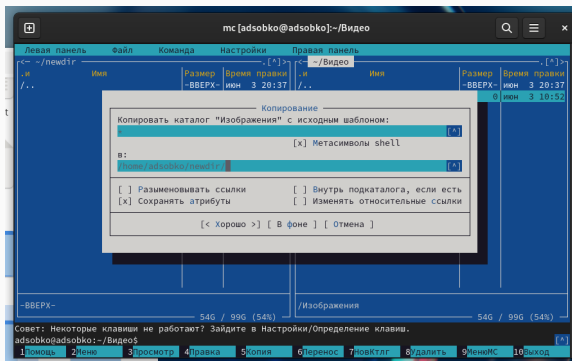 mc [adsobko@adsobko]:~/Видео
Левая панель Файл Команда Настройки Правая панель
<— ~/newdir .[^]> <— ~/Видео .[^]>
.и Имя Размер Время правки .и Имя Размер Время правки
/.. -ВВЕРХ- июн 3 20:37 /.. -ВВЕРХ- июн 3 20:37
0 июн 3 10:52
Копирование
Копировать каталог "Изображения" с исходным шаблоном:
* [^]
[x] Метасимволы shell
в:
/home/adsobko/newdir/ [^]
[ ] Разыменовывать ссылки [ ] Внутрь подкаталога, если есть
[x] Сохранять атрибуты [ ] Изменять относительные ссылки
[< Хорошо >] [ В фоне ] [ Отмена ]
-ВВЕРХ- /Изображения
54G / 99G (54%) 54G / 99G (54%)
Совет: Некоторые клавиши не работают? Зайдите в Настройки/Определение клавиш.
adsobko@adsobko:~/Видео$ [^]
1Помощь 2Меню 3Просмотр 4Правка 5Копия 6Перенос 7НовКтлг 8Удалить 9МенюMC 10Выход